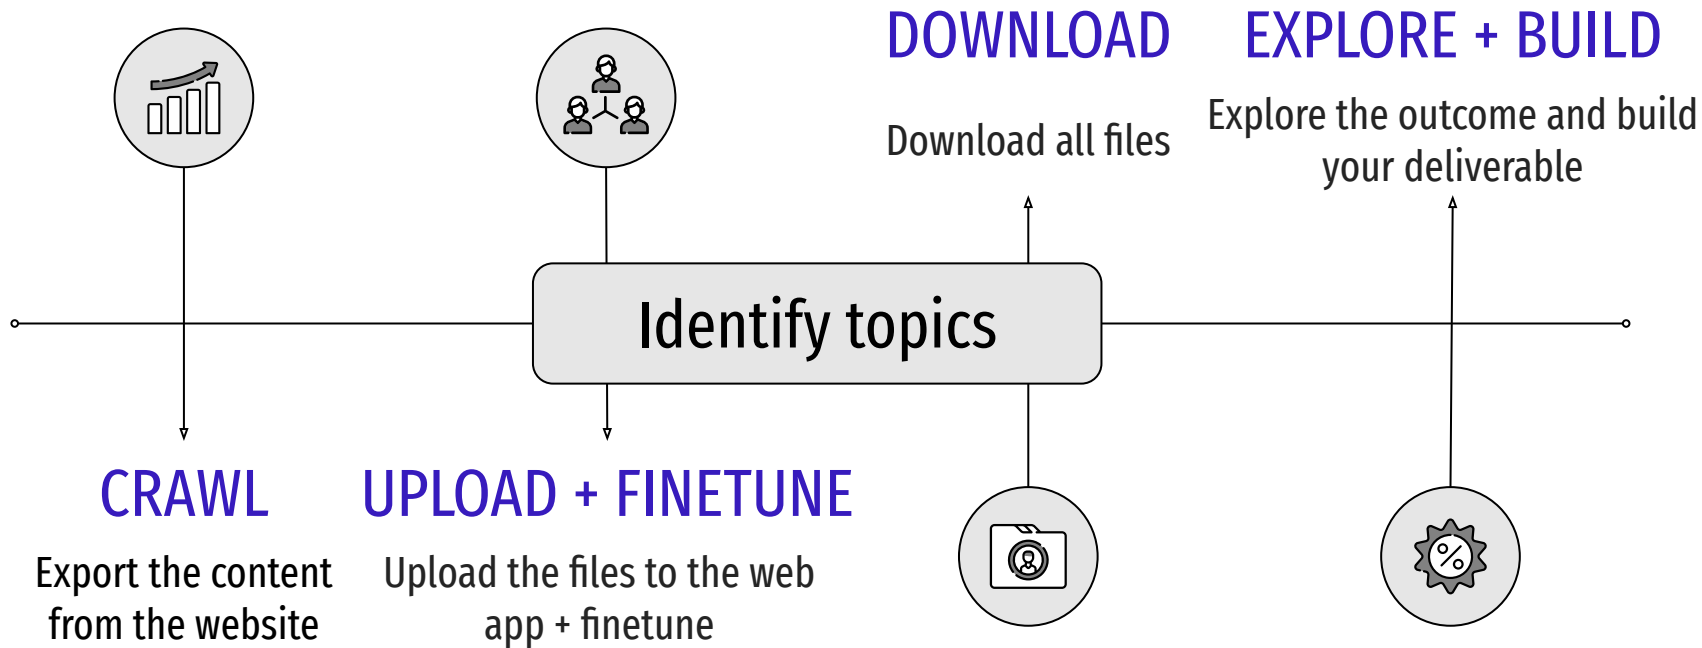 DOWNLOAD
Download all files
EXPLORE + BUILD
Explore the outcome and build
your deliverable
Identify topics
CRAWL
Export the content
from the website
UPLOAD + FINETUNE
Upload the files to the web
app + finetune
%